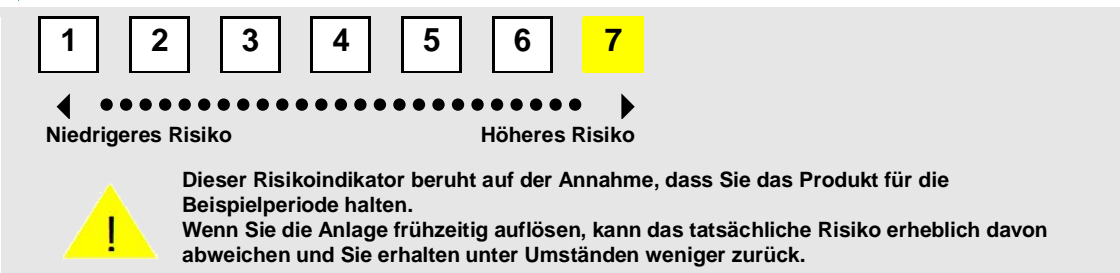 1 2 3 4 5 6 7
Niedrigeres Risiko Höheres Risiko
Dieser Risikoindikator beruht auf der Annahme, dass Sie das Produkt für die
Beispielperiode halten.
!
Wenn Sie die Anlage frühzeitig auflösen, kann das tatsächliche Risiko erheblich davon
abweichen und Sie erhalten unter Umständen weniger zurück.